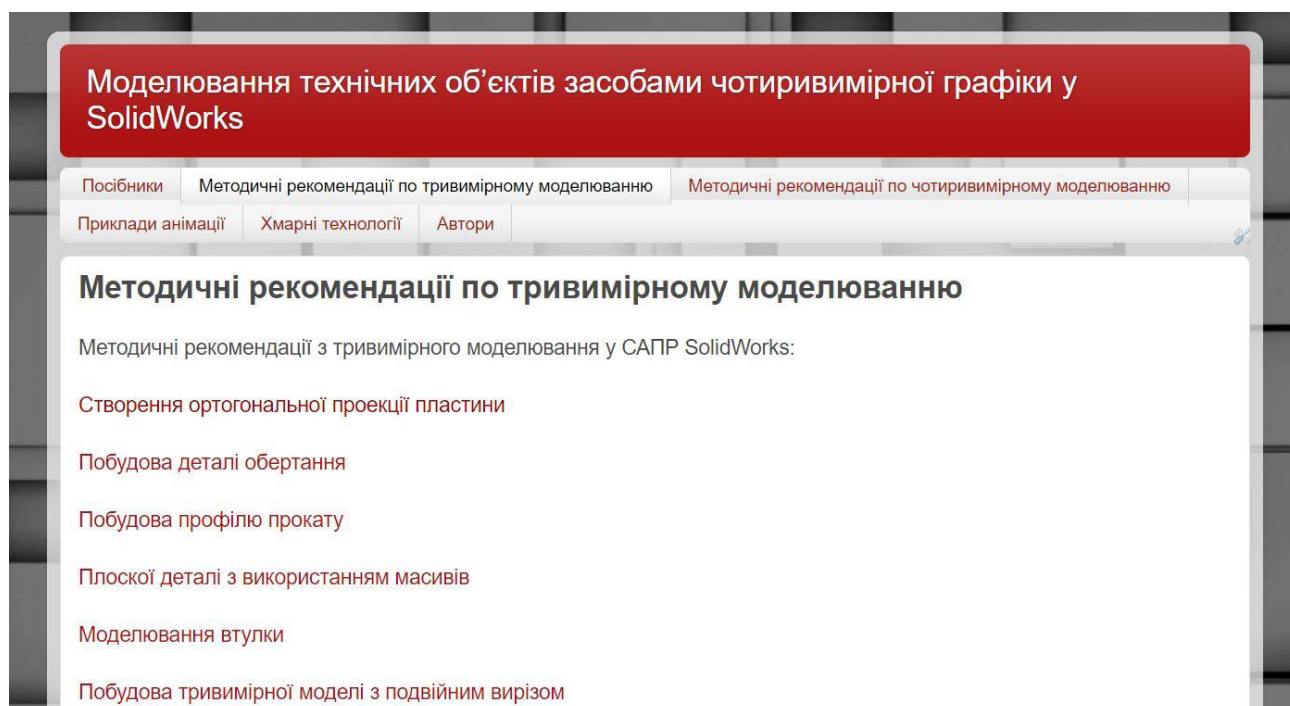 Моделювання технічних об’єктів засобами чотиривимірної графіки у
SolidWorks
Посібники Методичні рекомендації по тривимірному моделюванню Методичні рекомендації по чотиривимірному моделюванню
Приклади анімації Хмарні технології Автори
Методичні рекомендації по тривимірному моделюванню
Методичні рекомендації з тривимірного моделювання у САПР SolidWorks:
Створення ортогональної проекції пластини
Побудова деталі обертання
Побудова профілю прокату
Плоскої деталі з використанням масивів
Моделювання втулки
Побудова тривимірної моделі з подвійним вирізом